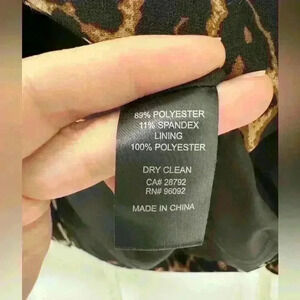 89% POLYESTER
11% SPANDEX
LINING
100% POLYESTER
DRY CLEAN
CA# 28792
RN# 96092
MADE IN CHINA